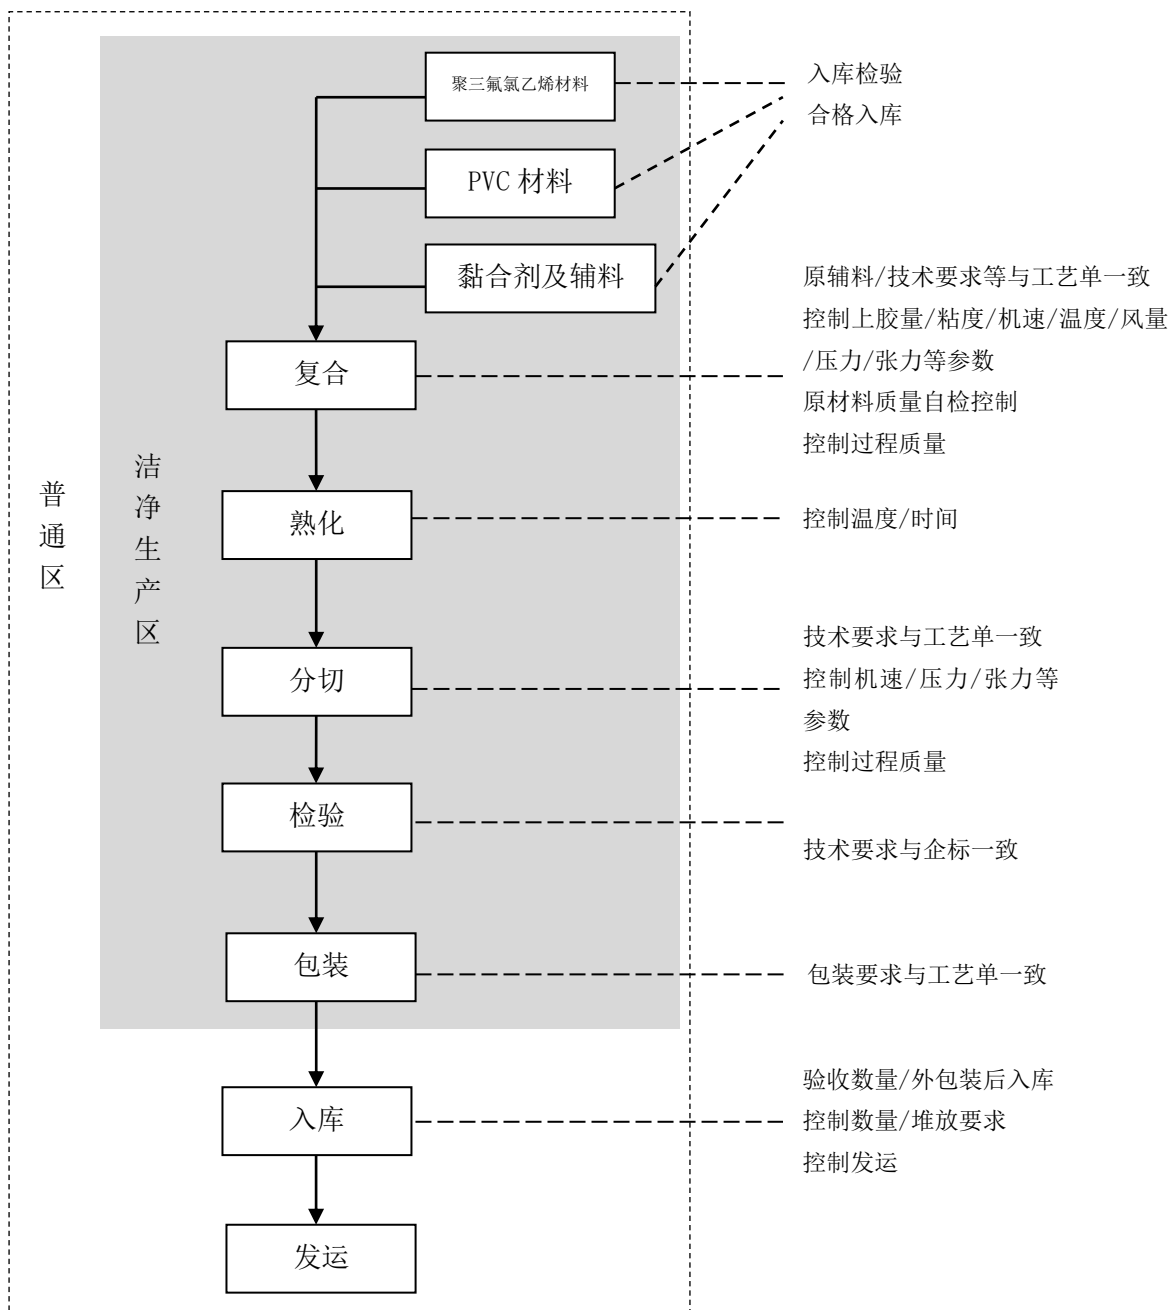 聚三氟氯乙烯材料
入库检验
合格入库
PVC 材料
黏合剂及辅料
原辅料/技术要求等与工艺单一致
控制上胶量/粘度/机速/温度/风量
/压力/张力等参数
原材料质量自检控制
控制过程质量
复合
普通区
洁净生产区
熟化
控制温度/时间
分切
技术要求与工艺单一致
控制机速/压力/张力等
参数
控制过程质量
检验
技术要求与企标一致
包装
包装要求与工艺单一致
入库
验收数量/外包装后入库
控制数量/堆放要求
控制发运
发运